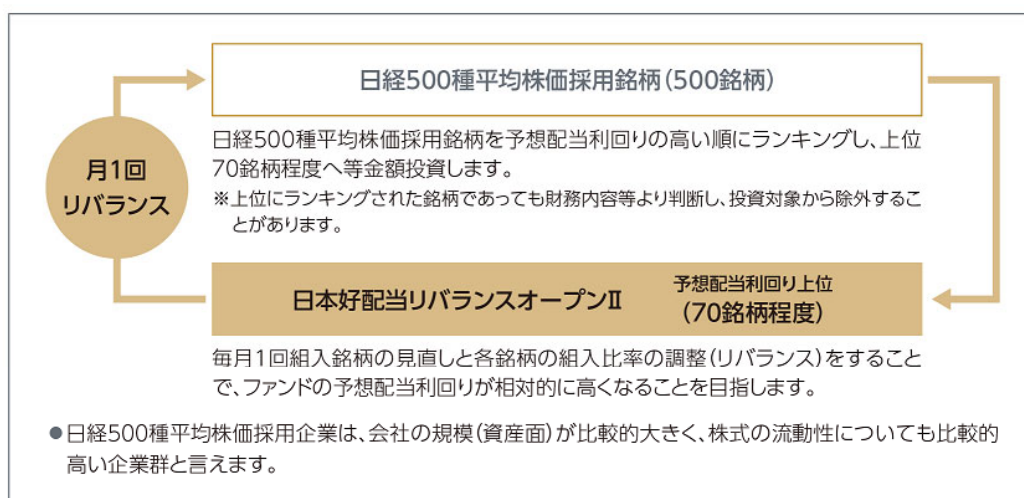 日経500種平均株価採用銘柄(500銘柄)
日経500種平均株価採用銘柄を予想配当利回りの高い順にランキングし、上位
70銘柄程度へ等金額投資します。
※上位にランキングされた銘柄であっても財務内容等より判断し、投資対象から除外するこ
とがあります。
月1回
リバランス
日本好配当リバランスオープンⅡ
予想配当利回り上位
(70銘柄程度)
毎月1回組入銘柄の見直しと各銘柄の組入比率の調整(リバランス)をすること
で、ファンドの予想配当利回りが相対的に高くなることを目指します。
●日経500種平均株価採用企業は、会社の規模(資産面)が比較的大きく、株式の流動性についても比較的
高い企業群と言えます。